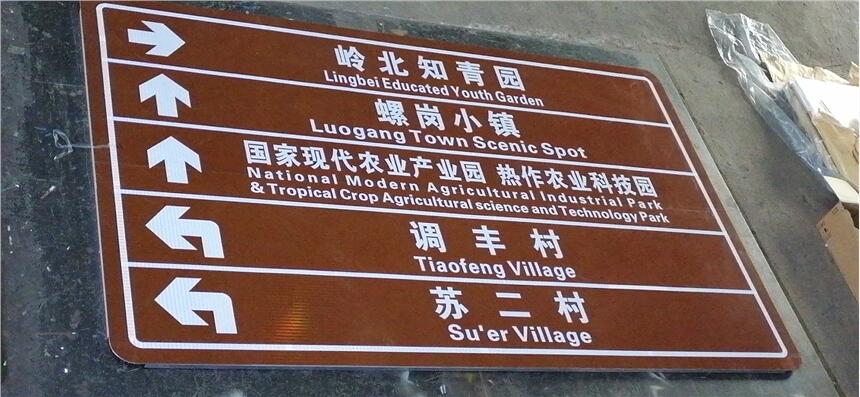 岭北知青园
Lingbei Educated Youth Garden
螺岗小镇
Luogang Town Scenic Spot
国家现代农业产业园 热作农业科技园
National Modern Agricultural Industrial Park
& Tropical Crop Agricultural science and Technology Park
调丰村
Tiaofeng Village
苏二村
Su'er Village